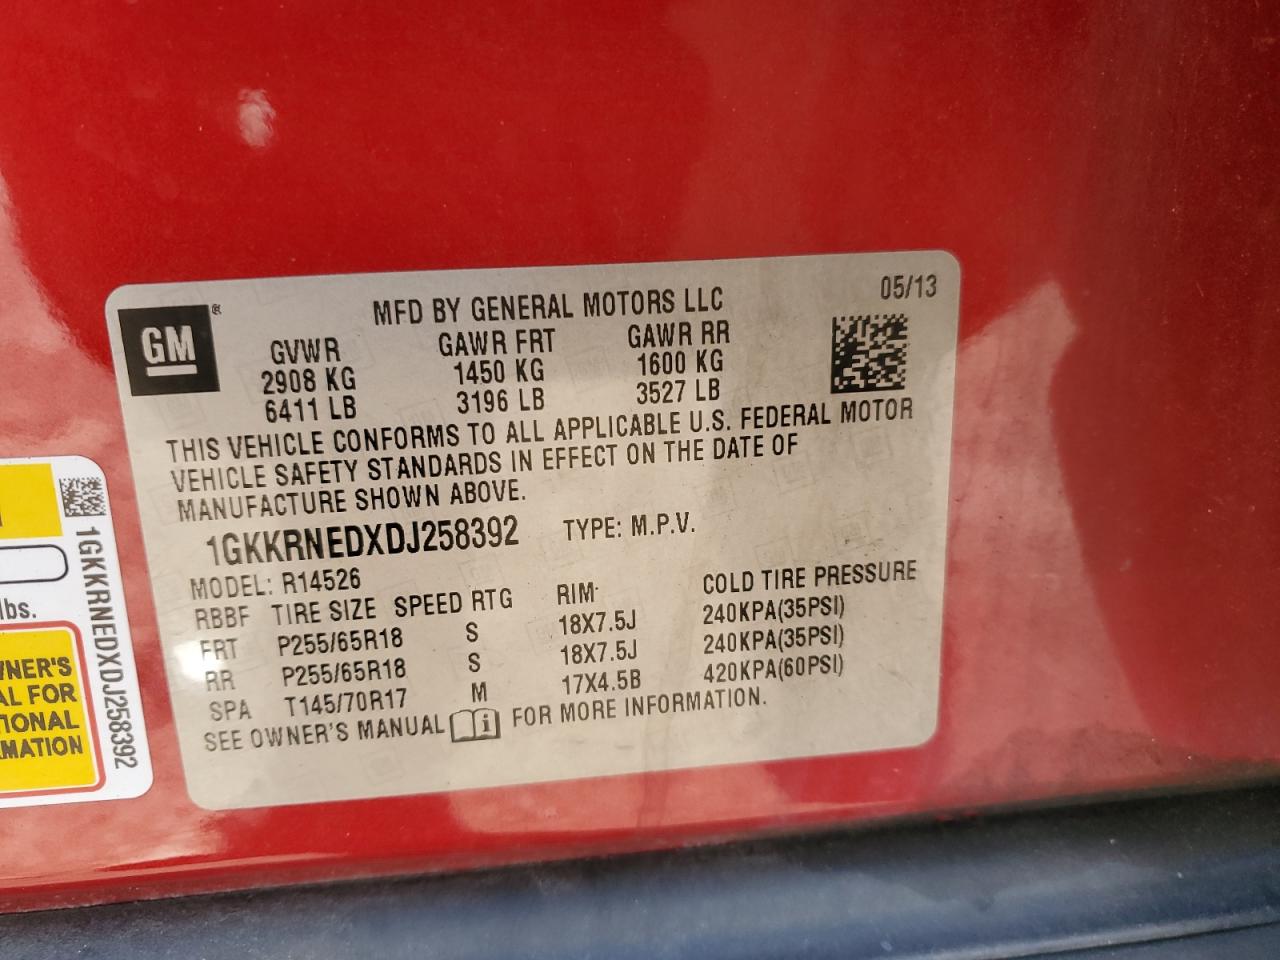 05/13
MFD BY GENERAL MOTORS LLC
GM ®
GVWR GAWR FRT GAWR RR
2908 KG 1450 KG 1600 KG
6411 LB 3196 LB 3527 LB
THIS VEHICLE CONFORMS TO ALL APPLICABLE U.S. FEDERAL MOTOR
VEHICLE SAFETY STANDARDS IN EFFECT ON THE DATE OF
MANUFACTURE SHOWN ABOVE.
1GKKRNEDXDJ258392 TYPE: M.P.V.
MODEL: R14526
RBBF TIRE SIZE SPEED RTG RIM COLD TIRE PRESSURE
FRT P255/65R18 S 18X7.5J 240KPA(35PSI)
RR P255/65R18 S 18X7.5J 240KPA(35PSI)
SPA T145/70R17 M 17X4.5B 420KPA(60PSI)
SEE OWNER'S MANUAL i FOR MORE INFORMATION.
1GKKRNEDXDJ258392
lbs.
WNER'S
AL FOR
TIONAL
RMATION